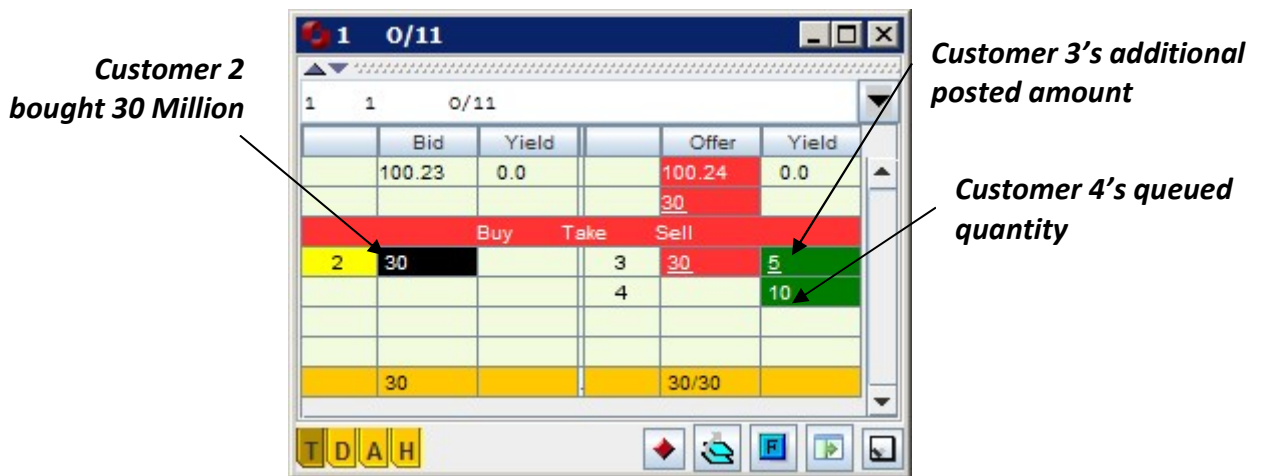 1 0/11
Customer 2
bought 30 Million
Customer 3’s additional
posted amount
1 1 0/11
Bid Yield Offer Yield
100.23 0.0 100.24 0.0
30
Customer 4’s queued
quantity
Buy Take Sell
2 30 3 30 5
4 10
30 30/30
T D A H F